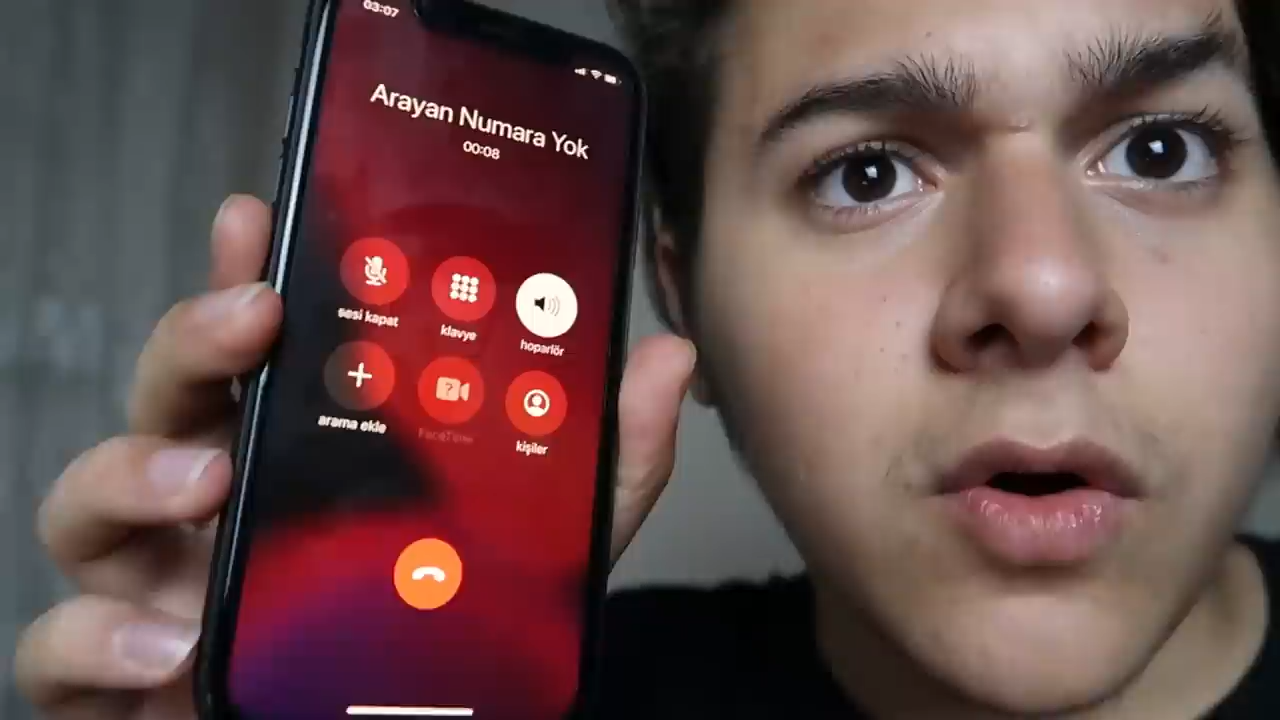 03:07
Arayan Numara Yok
00:08
sesi kapat
klavye
hoparlör
arama ekle
FaceTime
kişiler